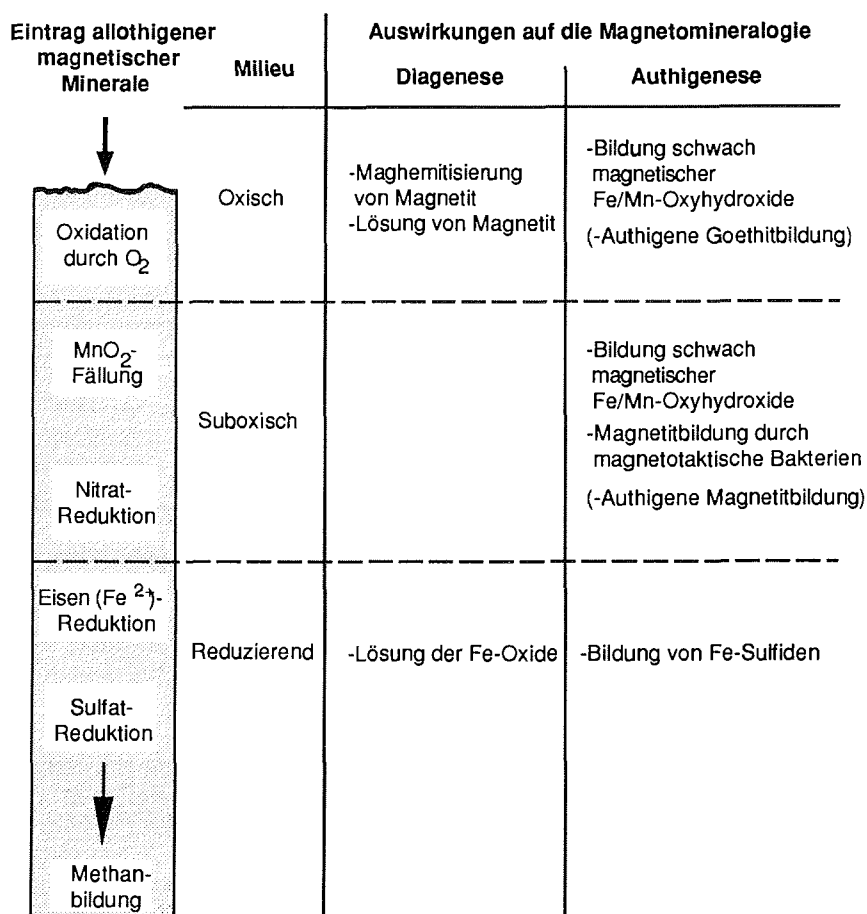 Eintrag allothigener
magnetischer
Minerale
Milieu
Auswirkungen auf die Magnetomineralogie
Diagenese
Authigenese
Oxidation
durch O2
Oxisch
-Maghemitisierung
von Magnetit
-Lösung von Magnetit
-Bildung schwach
magnetischer
Fe/Mn-Oxyhydroxide
(-Authigene Goethitbildung)
MnO2-
Fällung
Nitrat-
Reduktion
Suboxisch
-Bildung schwach
magnetischer
Fe/Mn-Oxyhydroxide
-Magnetitbildung durch
magnetotaktische Bakterien
(-Authigene Magnetitbildung)
Eisen (Fe 2+)-
Reduktion
Sulfat-
Reduktion
Methan-
bildung
Reduzierend
-Lösung der Fe-Oxide
-Bildung von Fe-Sulfiden